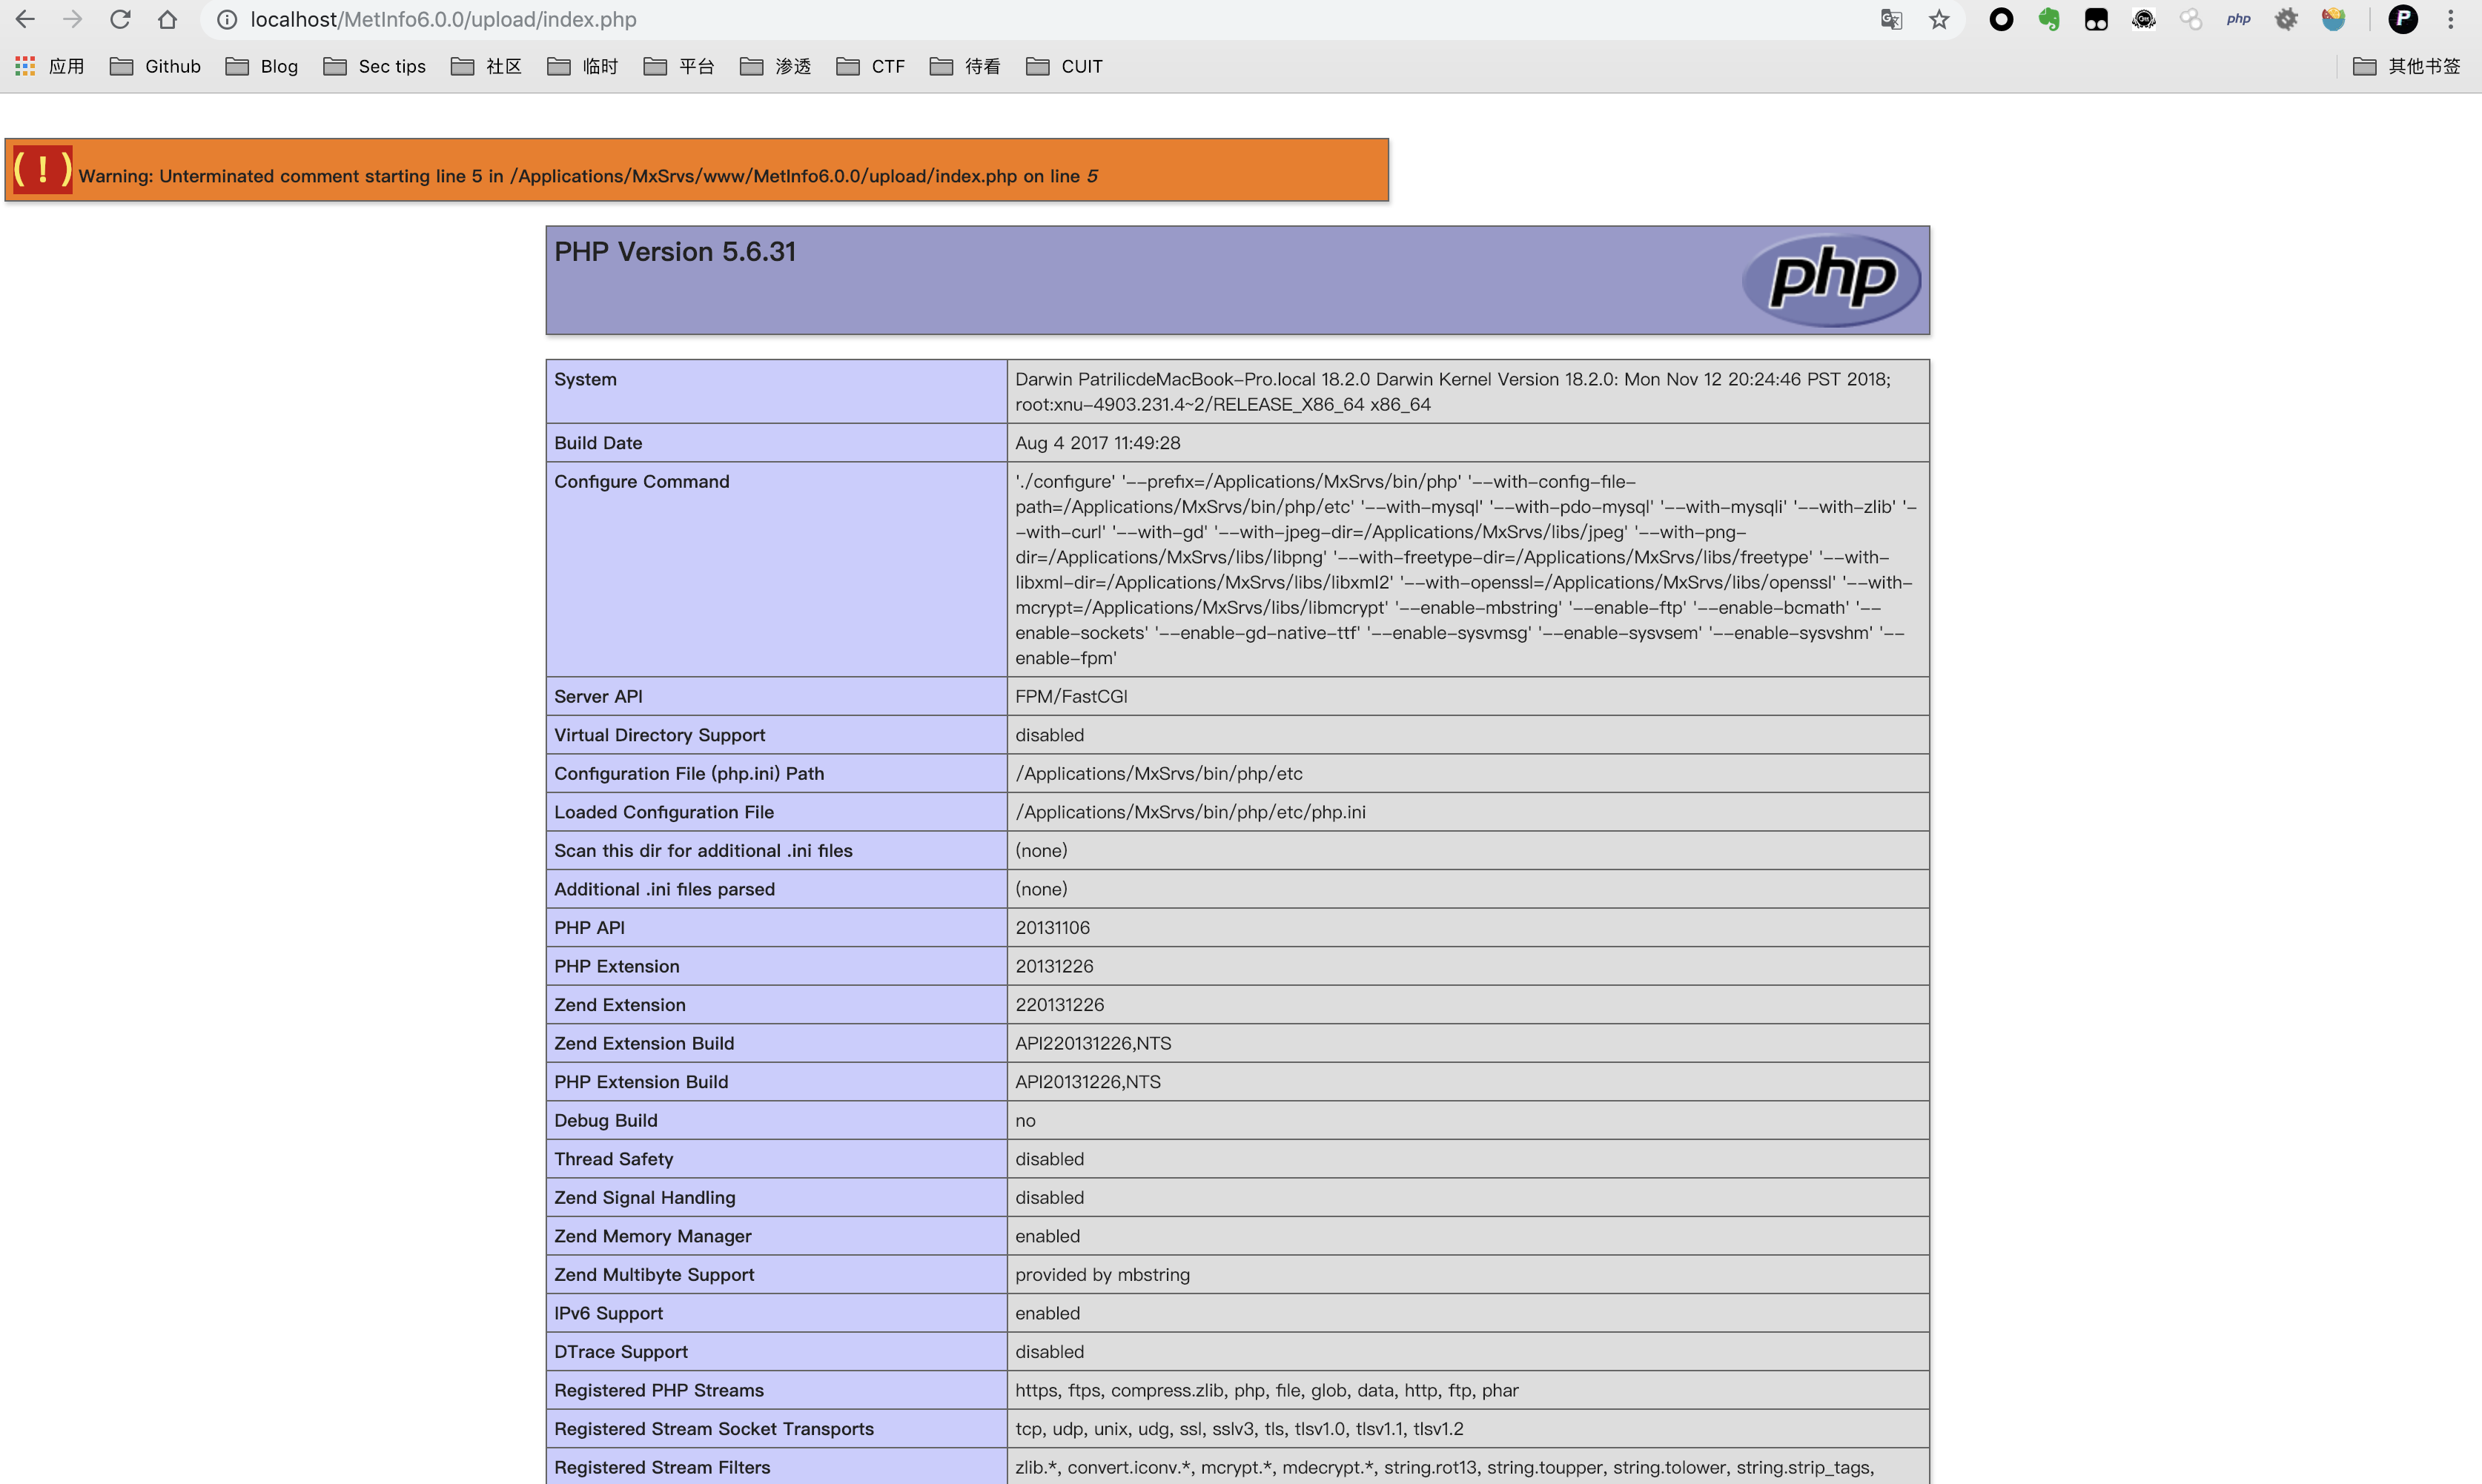 localhost/MetInfo6.0.0/upload/index.php
php
P
应用 Github Blog Sec tips 社区 临时 平台 渗透 CTF 待看 CUIT 其他书签
( ! ) Warning: Unterminated comment starting line 5 in /Applications/MxSrvs/www/MetInfo6.0.0/upload/index.php on line 5
PHP Version 5.6.31
php
System Darwin PatrilicdeMacBook-Pro.local 18.2.0 Darwin Kernel Version 18.2.0: Mon Nov 12 20:24:46 PST 2018;
root:xnu-4903.231.4~2/RELEASE_X86_64 x86_64
Build Date Aug 4 2017 11:49:28
Configure Command './configure' '--prefix=/Applications/MxSrvs/bin/php' '--with-config-file-
path=/Applications/MxSrvs/bin/php/etc' '--with-mysql' '--with-pdo-mysql' '--with-mysqli' '--with-zlib' '-
-with-curl' '--with-gd' '--with-jpeg-dir=/Applications/MxSrvs/libs/jpeg' '--with-png-
dir=/Applications/MxSrvs/libs/libpng' '--with-freetype-dir=/Applications/MxSrvs/libs/freetype' '--with-
libxml-dir=/Applications/MxSrvs/libs/libxml2' '--with-openssl=/Applications/MxSrvs/libs/openssl' '--with-
mcrypt=/Applications/MxSrvs/libs/libmcrypt' '--enable-mbstring' '--enable-ftp' '--enable-bcmath' '--
enable-sockets' '--enable-gd-native-ttf' '--enable-sysvmsg' '--enable-sysvsem' '--enable-sysvshm' '--
enable-fpm'
Server API FPM/FastCGI
Virtual Directory Support disabled
Configuration File (php.ini) Path /Applications/MxSrvs/bin/php/etc
Loaded Configuration File /Applications/MxSrvs/bin/php/etc/php.ini
Scan this dir for additional .ini files (none)
Additional .ini files parsed (none)
PHP API 20131106
PHP Extension 20131226
Zend Extension 220131226
Zend Extension Build API220131226,NTS
PHP Extension Build API20131226,NTS
Debug Build no
Thread Safety disabled
Zend Signal Handling disabled
Zend Memory Manager enabled
Zend Multibyte Support provided by mbstring
IPv6 Support enabled
DTrace Support disabled
Registered PHP Streams https, ftps, compress.zlib, php, file, glob, data, http, ftp, phar
Registered Stream Socket Transports tcp, udp, unix, udg, ssl, sslv3, tls, tlsv1.0, tlsv1.1, tlsv1.2
Registered Stream Filters zlib.*, convert.iconv.*, mcrypt.*, mdecrypt.*, string.rot13, string.toupper, string.tolower, string.strip_tags,